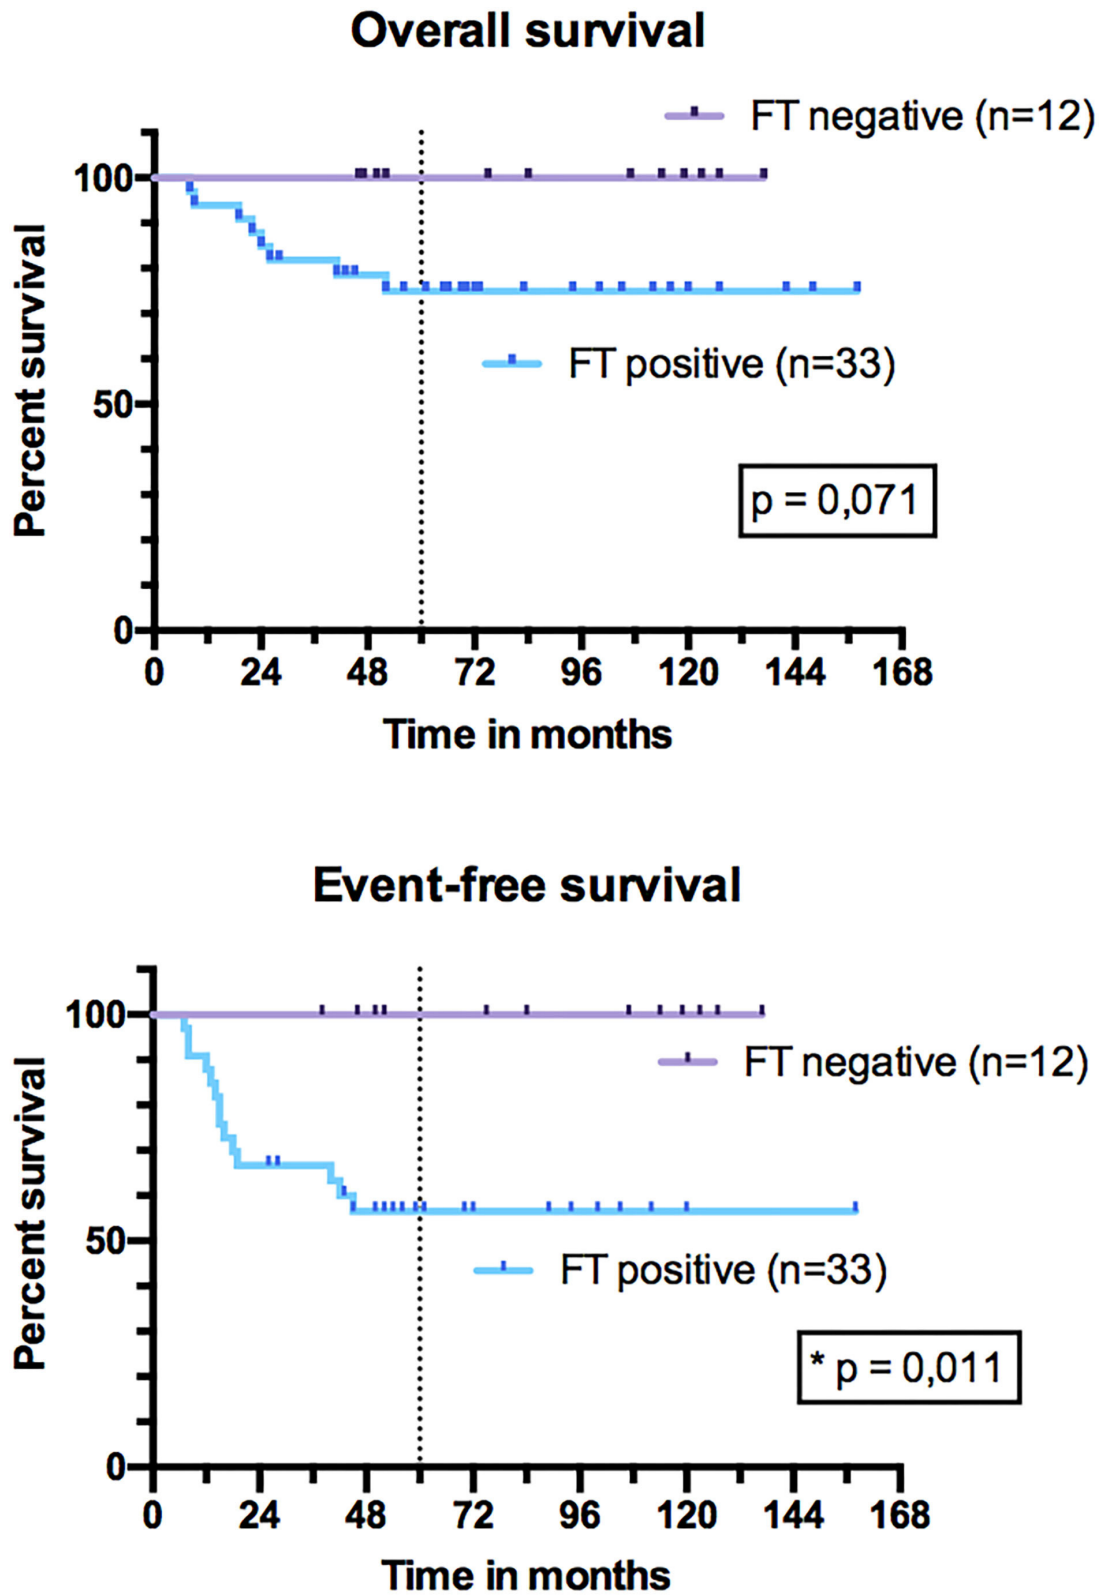 Overall survival
FT negative (n=12)
100
FT positive (n=33)
50
p = 0,071
0
Percent survival
0 24 48 72 96 120 144 168
Time in months
Event-free survival
100
FT negative (n=12)
50
FT positive (n=33)
* p = 0,011
0
Percent survival
0 24 48 72 96 120 144 168
Time in months